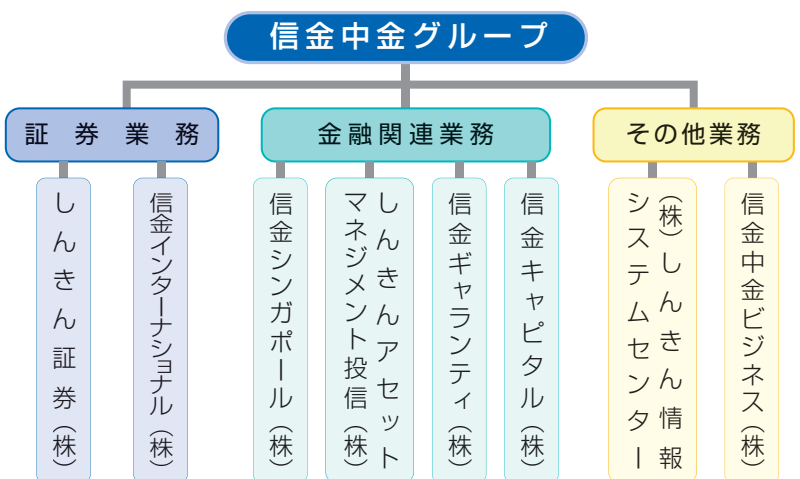 信金中金グループ
証券業務
金融関連業務
その他業務
しんきん証券（株）
信金インターナショナル（株）
信金シンガポール（株）
しんきんアセット
マネジメント投信（株）
信金ギャランティ（株）
信金キャピタル（株）
（株）しんきん情報
システムセンター
信金中金ビジネス（株）